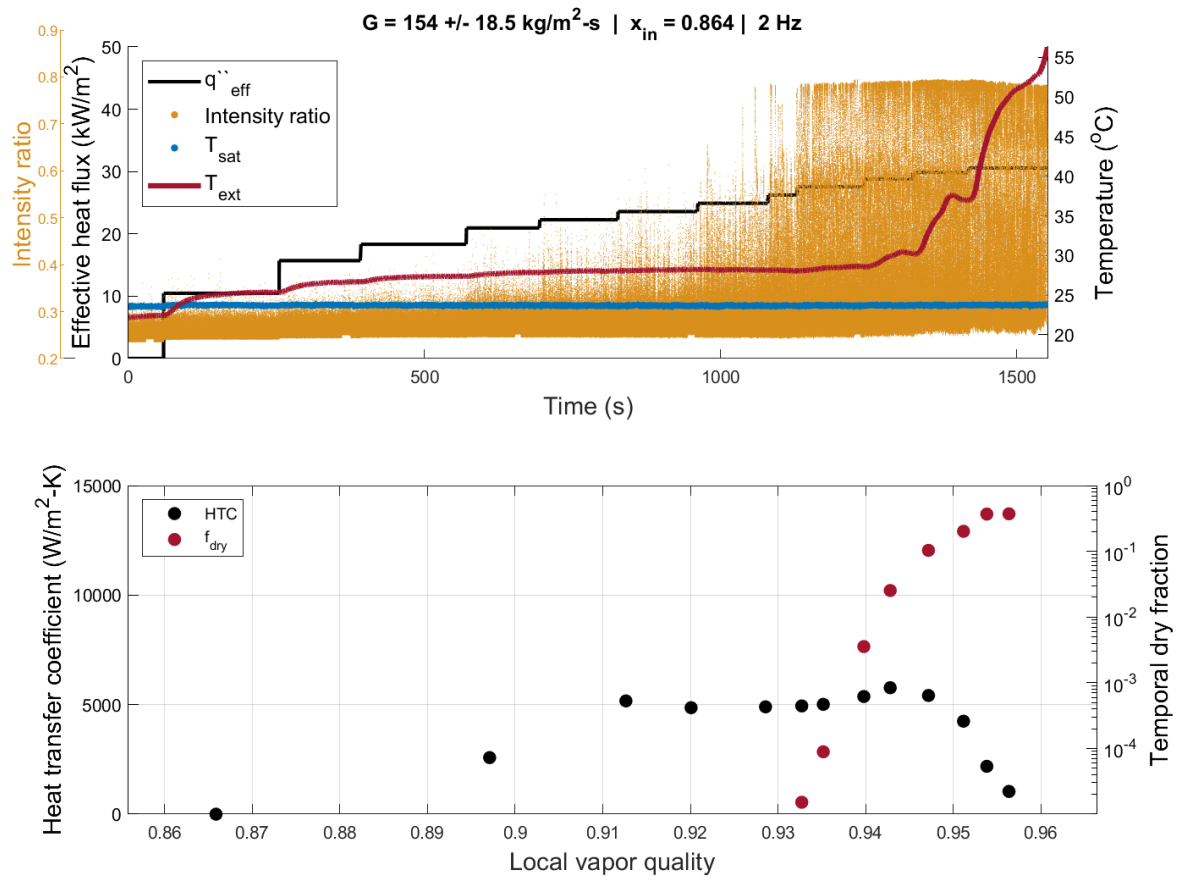 G = 154 +/- 18.5 kg/m²-s | x_in = 0.864 | 2 Hz
0.9
0.8
0.7
0.6
0.5
0.4
0.3
0.2
Intensity ratio
50
40
30
20
10
0
Effective heat flux (kW/m²)
q``_eff
Intensity ratio
T_sat
T_ext
55
50
45
40
35
30
25
20
Temperature (°C)
0 500 1000 1500
Time (s)
15000
10000
5000
0
Heat transfer coefficient (W/m²-K)
HTC
f_dry
10⁰
10⁻¹
10⁻²
10⁻³
10⁻⁴
Temporal dry fraction
0.86 0.87 0.88 0.89 0.9 0.91 0.92 0.93 0.94 0.95 0.96
Local vapor quality